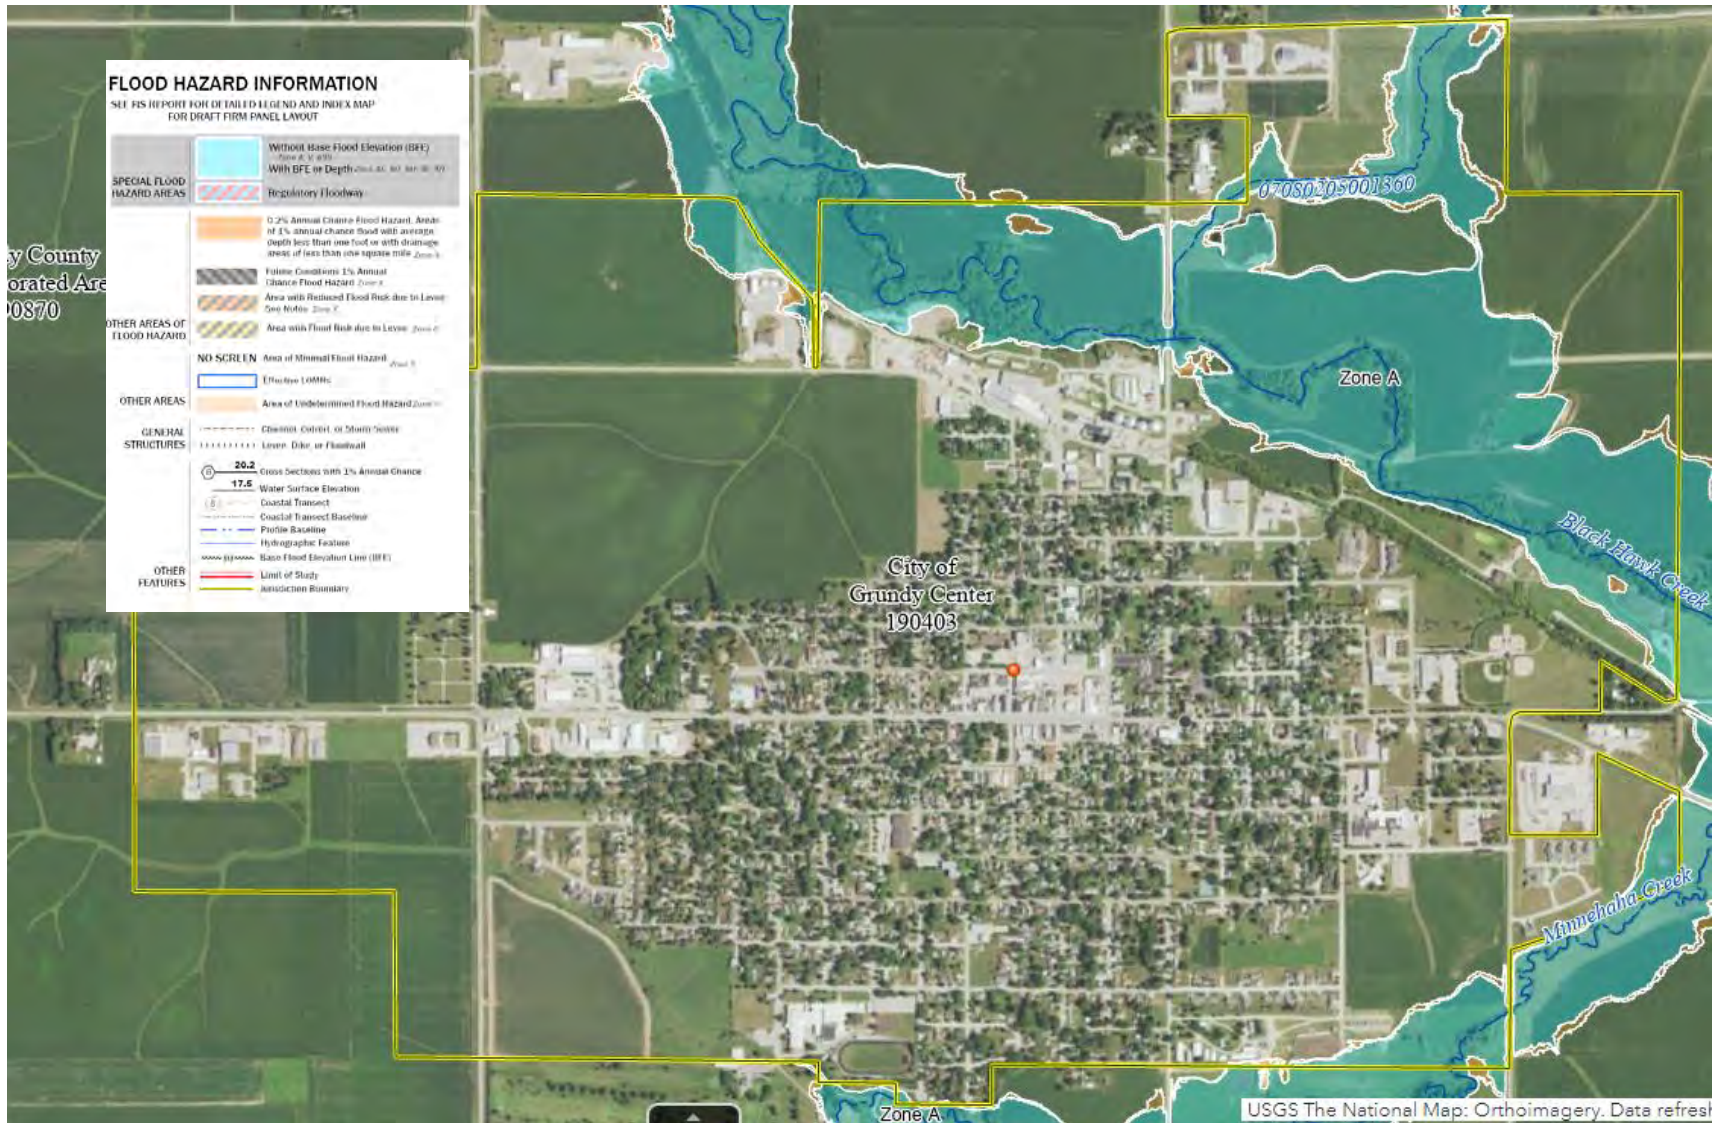 FLOOD HAZARD INFORMATION
SEE FIS REPORT FOR DETAILED LEGEND AND INDEX MAP
FOR DRAFT FIRM PANEL LAYOUT
SPECIAL FLOOD
HAZARD AREAS
Without Base Flood Elevation (BFE)
With BFE or Depth
Regulatory Floodway
0.2% Annual Chance Flood Hazard, Areas
of 1% annual chance flood with average
depth less than one foot or with drainage
areas of less than one square mile
Future Conditions 1% Annual
Chance Flood Hazard
Area with Reduced Flood Risk due to Levee
See Notes
Area with Flood Risk due to Levee
OTHER AREAS OF
FLOOD HAZARD
NO SCREEN Area of Minimal Flood Hazard
Effective LOMRs
OTHER AREAS
Area of Undetermined Flood Hazard
GENERAL
STRUCTURES
Channel, Culvert, or Storm Sewer
Levee, Dike, or Floodwall
20.2
Cross Sections with 1% Annual Chance
17.5
Water Surface Elevation
Coastal Transect
Coastal Transect Baseline
Profile Baseline
Hydrographic Feature
Base Flood Elevation Line (BFE)
OTHER
FEATURES
Limit of Study
Jurisdiction Boundary
y County
orated Are
0870
07080205001360
Zone A
Black Hawk Creek
City of
Grundy Center
190403
Minnehaha Creek
Zone A
USGS The National Map: Orthoimagery. Data refresh